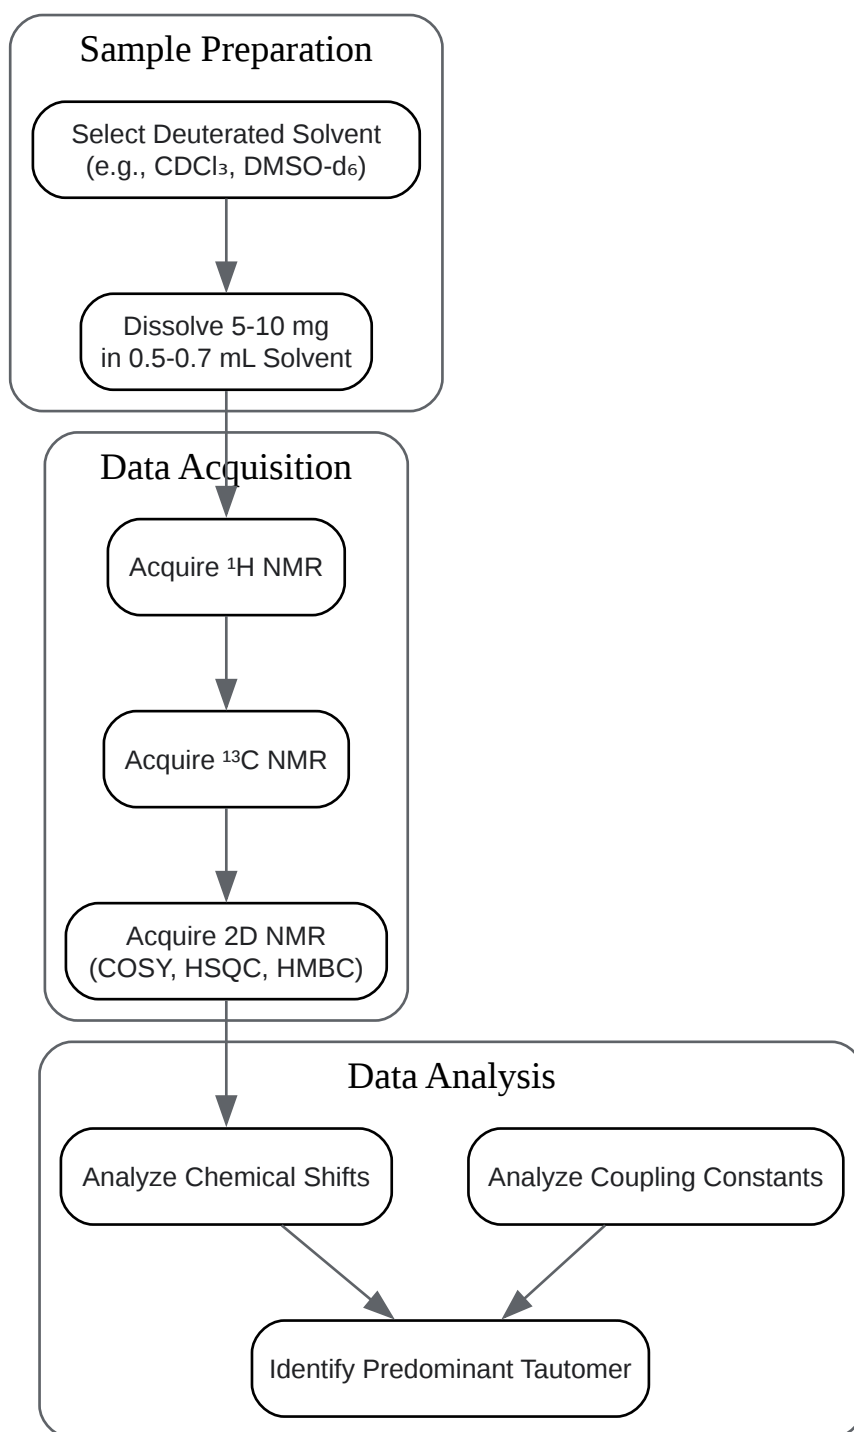 Sample Preparation
Select Deuterated Solvent
(e.g., CDCl₃, DMSO-d₆)
Dissolve 5-10 mg
in 0.5-0.7 mL Solvent
Data Acquisition
Acquire ¹H NMR
Acquire ¹³C NMR
Acquire 2D NMR
(COSY, HSQC, HMBC)
Data Analysis
Analyze Chemical Shifts
Analyze Coupling Constants
Identify Predominant Tautomer